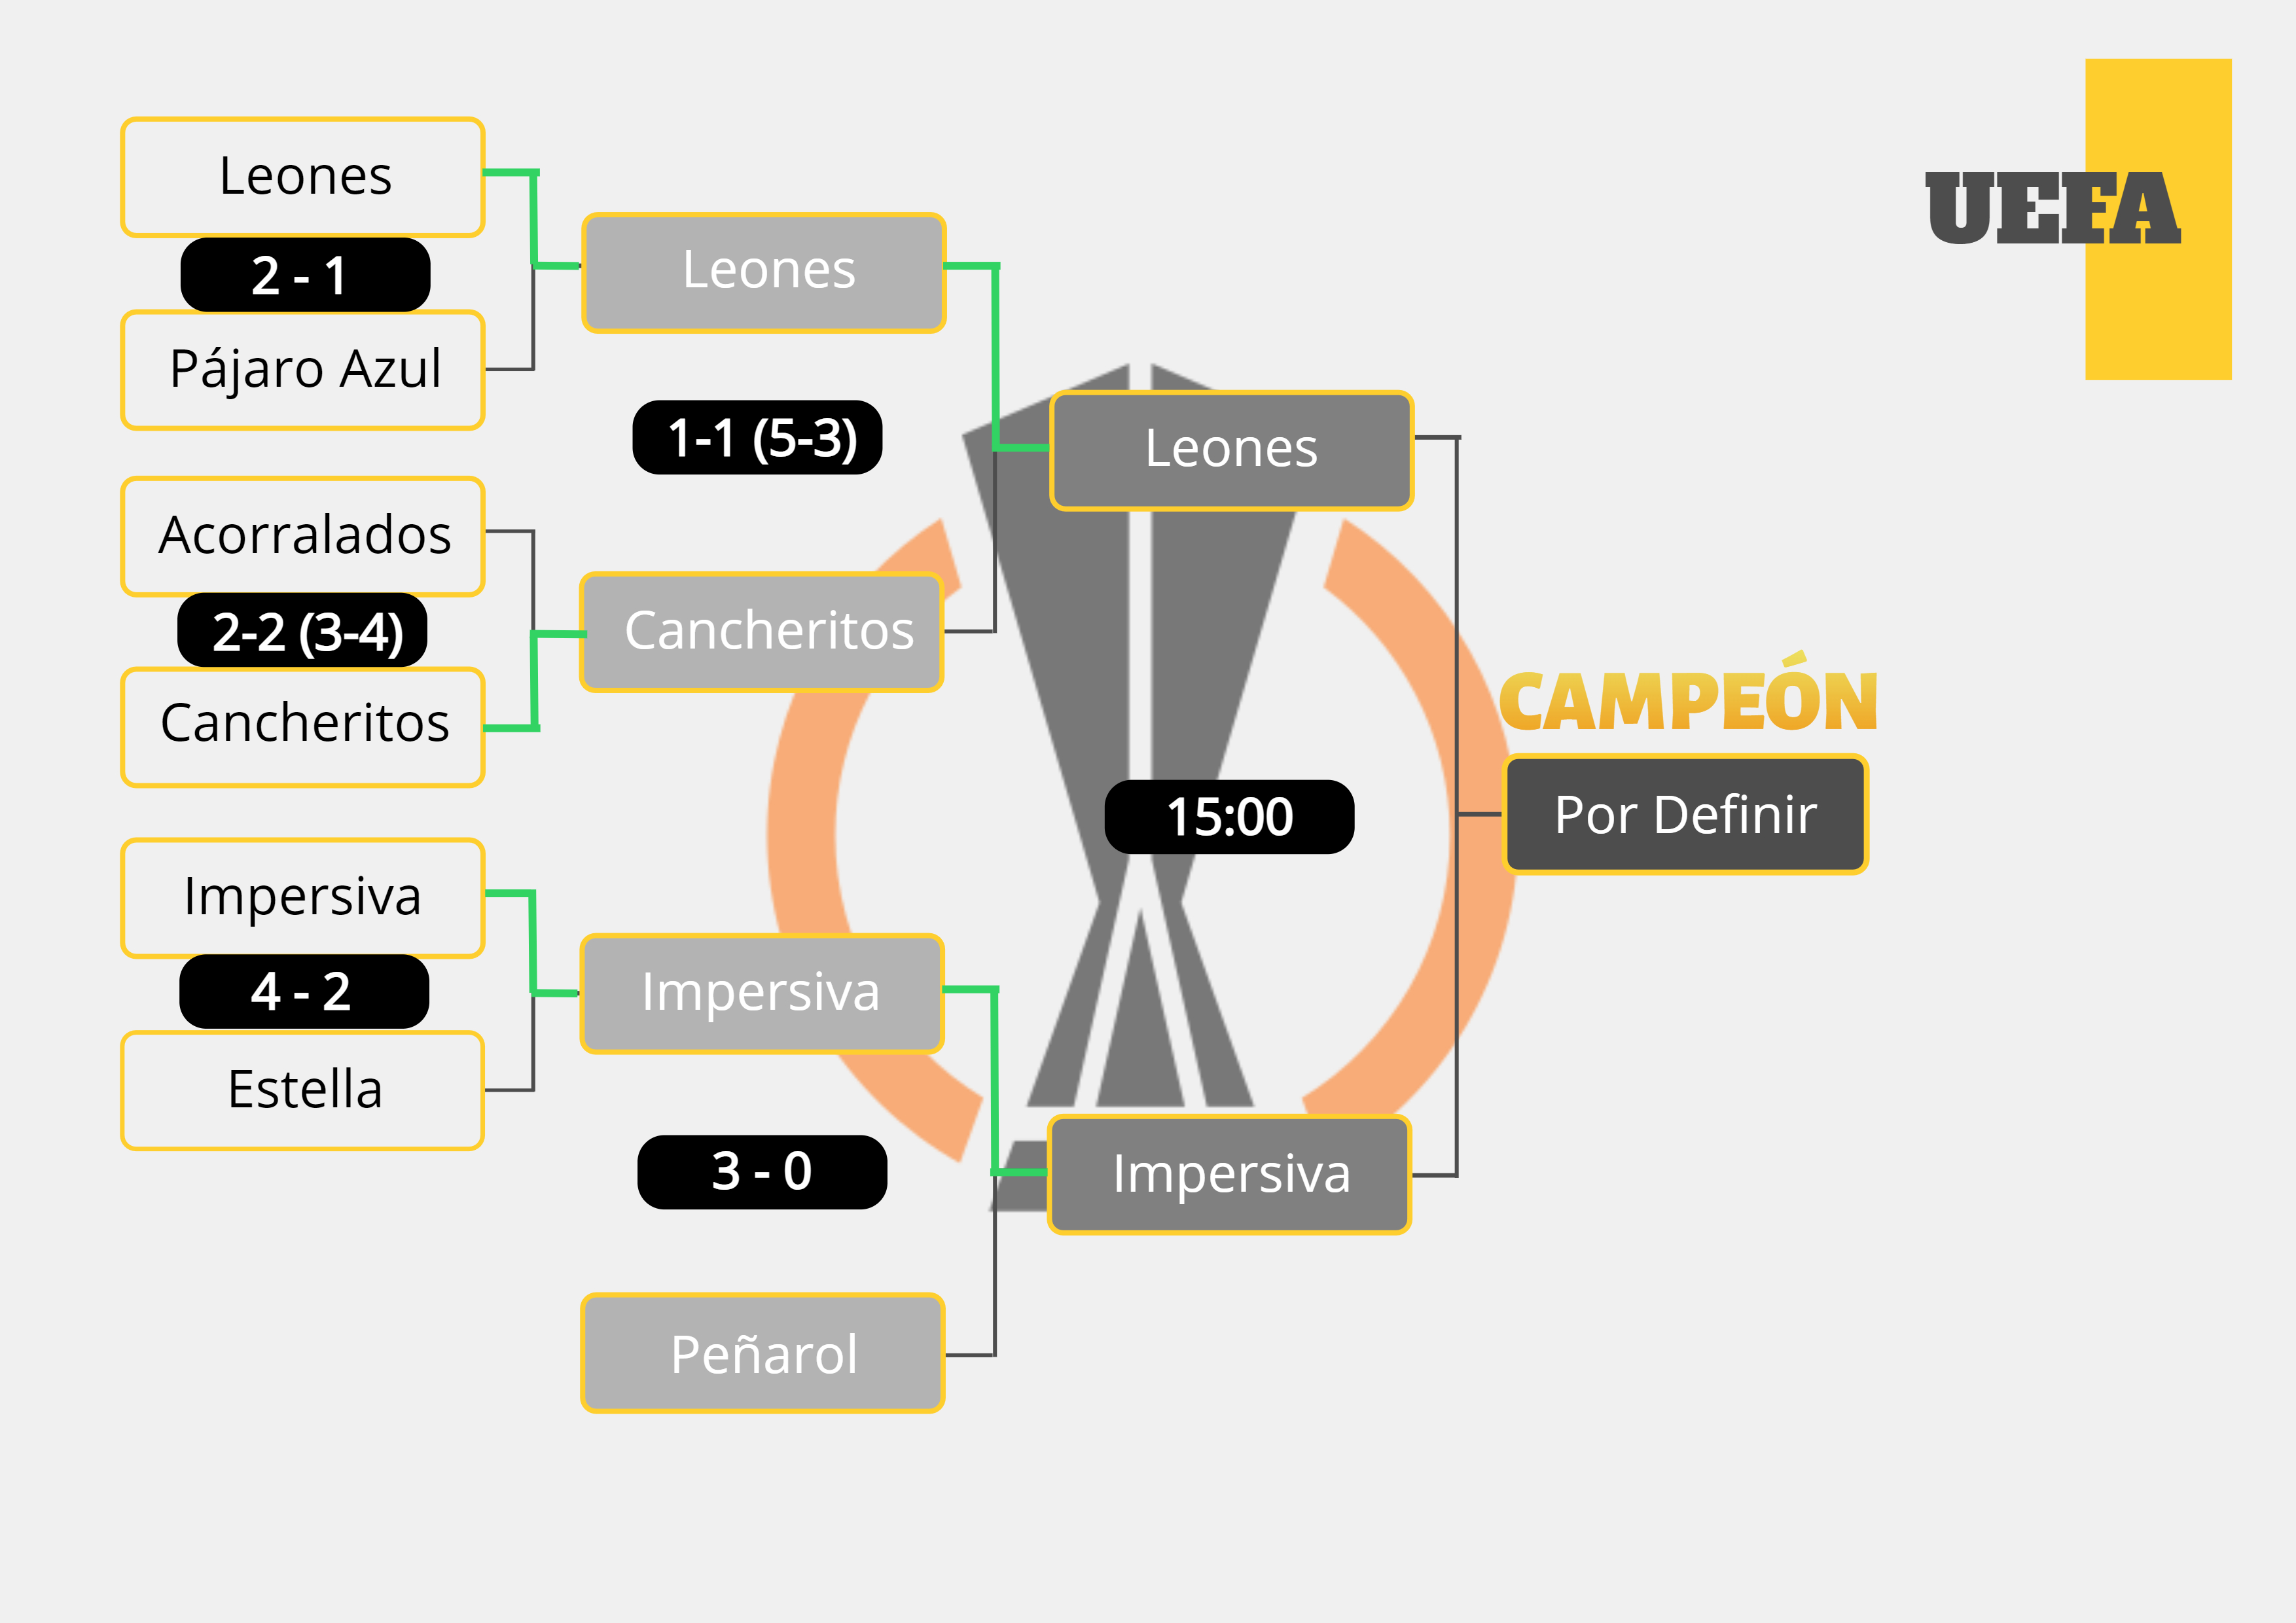 Leones
2 - 1
Pájaro Azul
Acorralados
2-2 (3-4)
Cancheritos
Impersiva
4 - 2
Estella
Leones
1-1 (5-3)
Cancheritos
Impersiva
3 - 0
Peñarol
Leones
15:00
Impersiva
CAMPEÓN
Por Definir
UEFA